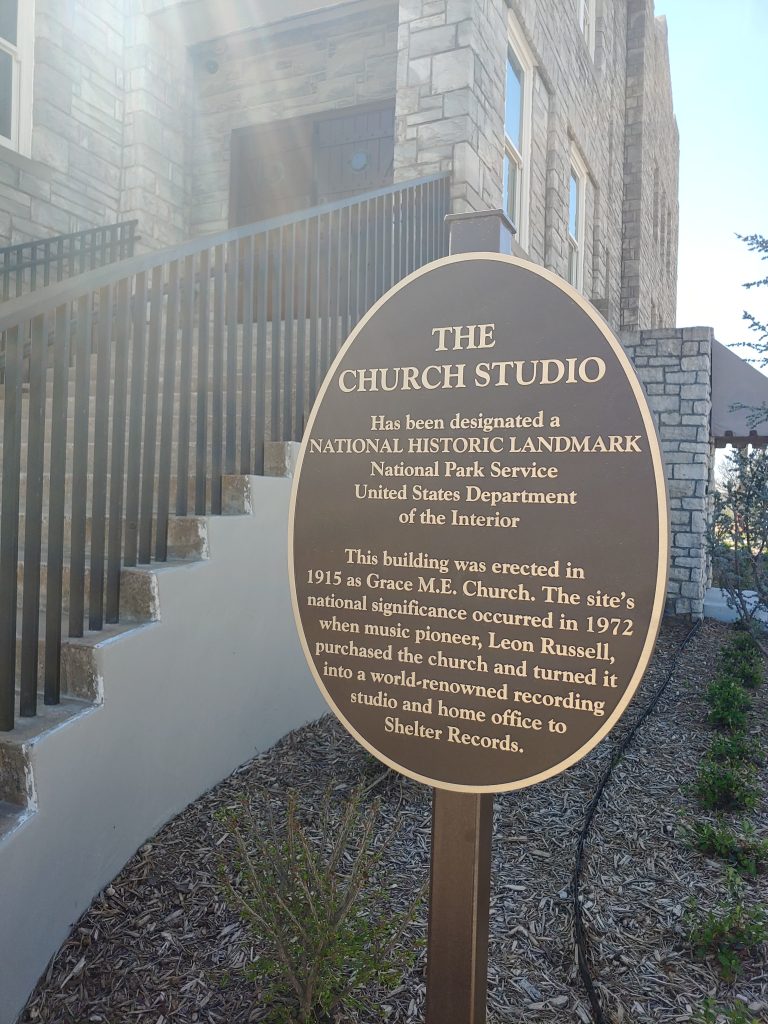 THE
CHURCH STUDIO
Has been designated a
NATIONAL HISTORIC LANDMARK
National Park Service
United States Department
of the Interior
This building was erected in
1915 as Grace M.E. Church. The site's
national significance occurred in 1972
when music pioneer, Leon Russell,
purchased the church and turned it
into a world-renowned recording
studio and home office to
Shelter Records.